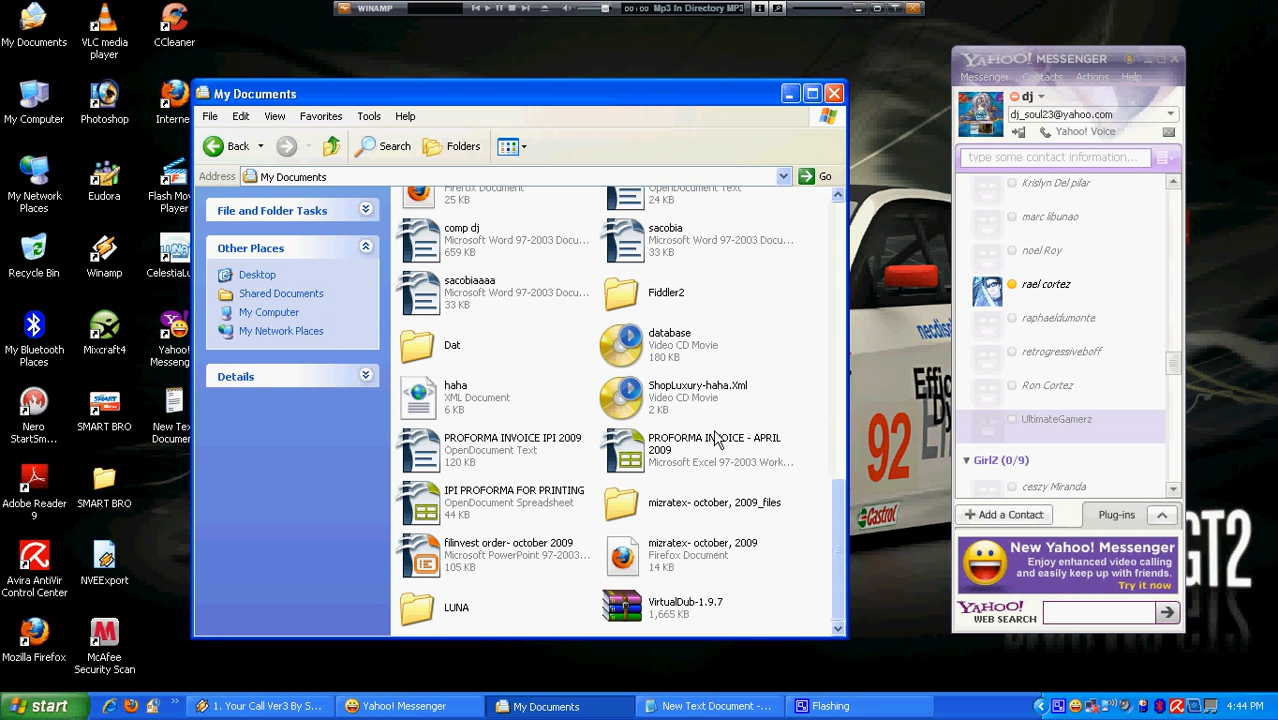 WINAMP
00:00 Mp3 In Directory MP3
My Documents
VLC media
player
CCleaner
My Computer
Photoshop
Interne
My Network
Places
Eudora
Flash Mov
Player
Recycle Bin
Winamp
CelestiaLu
My Bluetooth
Places
Mixcraft4
Yahoo!
Messeng
Nero
StartSm...
SMART BRO
New Text
Documen
Adobe Reader
9
SMART BRO
Avira AntiVir
Control Center
NVEExport
Mozilla Firefox
McAfee
Security Scan
My Documents
File Edit View Favorites Tools Help
Back Search Folders
Address My Documents Go
File and Folder Tasks
Other Places
Desktop
Shared Documents
My Computer
My Network Places
Details
Firefox Document
25 KB
OpenDocument Text
24 KB
comp dj
Microsoft Word 97-2003 Docu...
659 KB
sacobia
Microsoft Word 97-2003 Docu...
33 KB
sacobiaaaa
Microsoft Word 97-2003 Docu...
33 KB
Fiddler2
Dat
database
Video CD Movie
180 KB
haha
XML Document
6 KB
ShopLuxury-haha.Xml
Video CD Movie
2 KB
PROFORMA INVOICE IPI 2009
OpenDocument Text
120 KB
PROFORMA INVOICE - APRIL
2009
Microsoft Excel 97-2003 Work...
IPI PROFORMA FOR PRINTING
OpenDocument Spreadsheet
44 KB
mizratex- october, 2009_files
filinvest order- october 2009
Microsoft PowerPoint 97-2003...
105 KB
mizratex- october, 2009
Firefox Document
14 KB
LUNA
VirtualDub-1.9.7
1,665 KB
92
Castrol
necdisp
Effi
GT2
YAHOO! MESSENGER
Messenger Contacts Actions Help
dj
dj_soul23@yahoo.com
Yahoo! Voice
type some contact information...
Krislyn Del pilar
marc libunao
noel Roy
rael cortez
raphaeldumonte
retrogressiveboff
Ron Cortez
UltimateGamerz
GirlZ (0/9)
ceszy Miranda
+ Add a Contact
Plug-ins
New Yahoo! Messenger
Enjoy enhanced video calling
and easily keep up with friends.
Try it now
YAHOO!
WEB SEARCH
start
1. Your Call Ver3 By S...
Yahoo! Messenger
My Documents
New Text Document -...
Flashing
4:44 PM